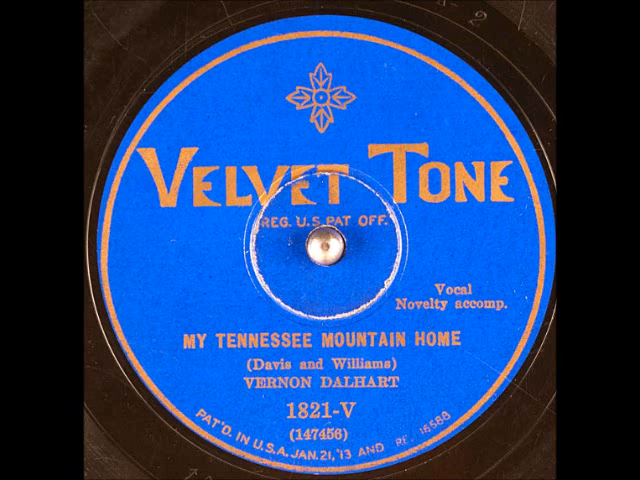 A-2
VELVET TONE
REG. U.S. PAT OFF.
Vocal
Novelty accomp.
MY TENNESSEE MOUNTAIN HOME
(Davis and Williams)
VERNON DALHART
1821-V
(147456)
PAT'D. IN U.S.A. JAN. 21, '13 AND RE. 16588